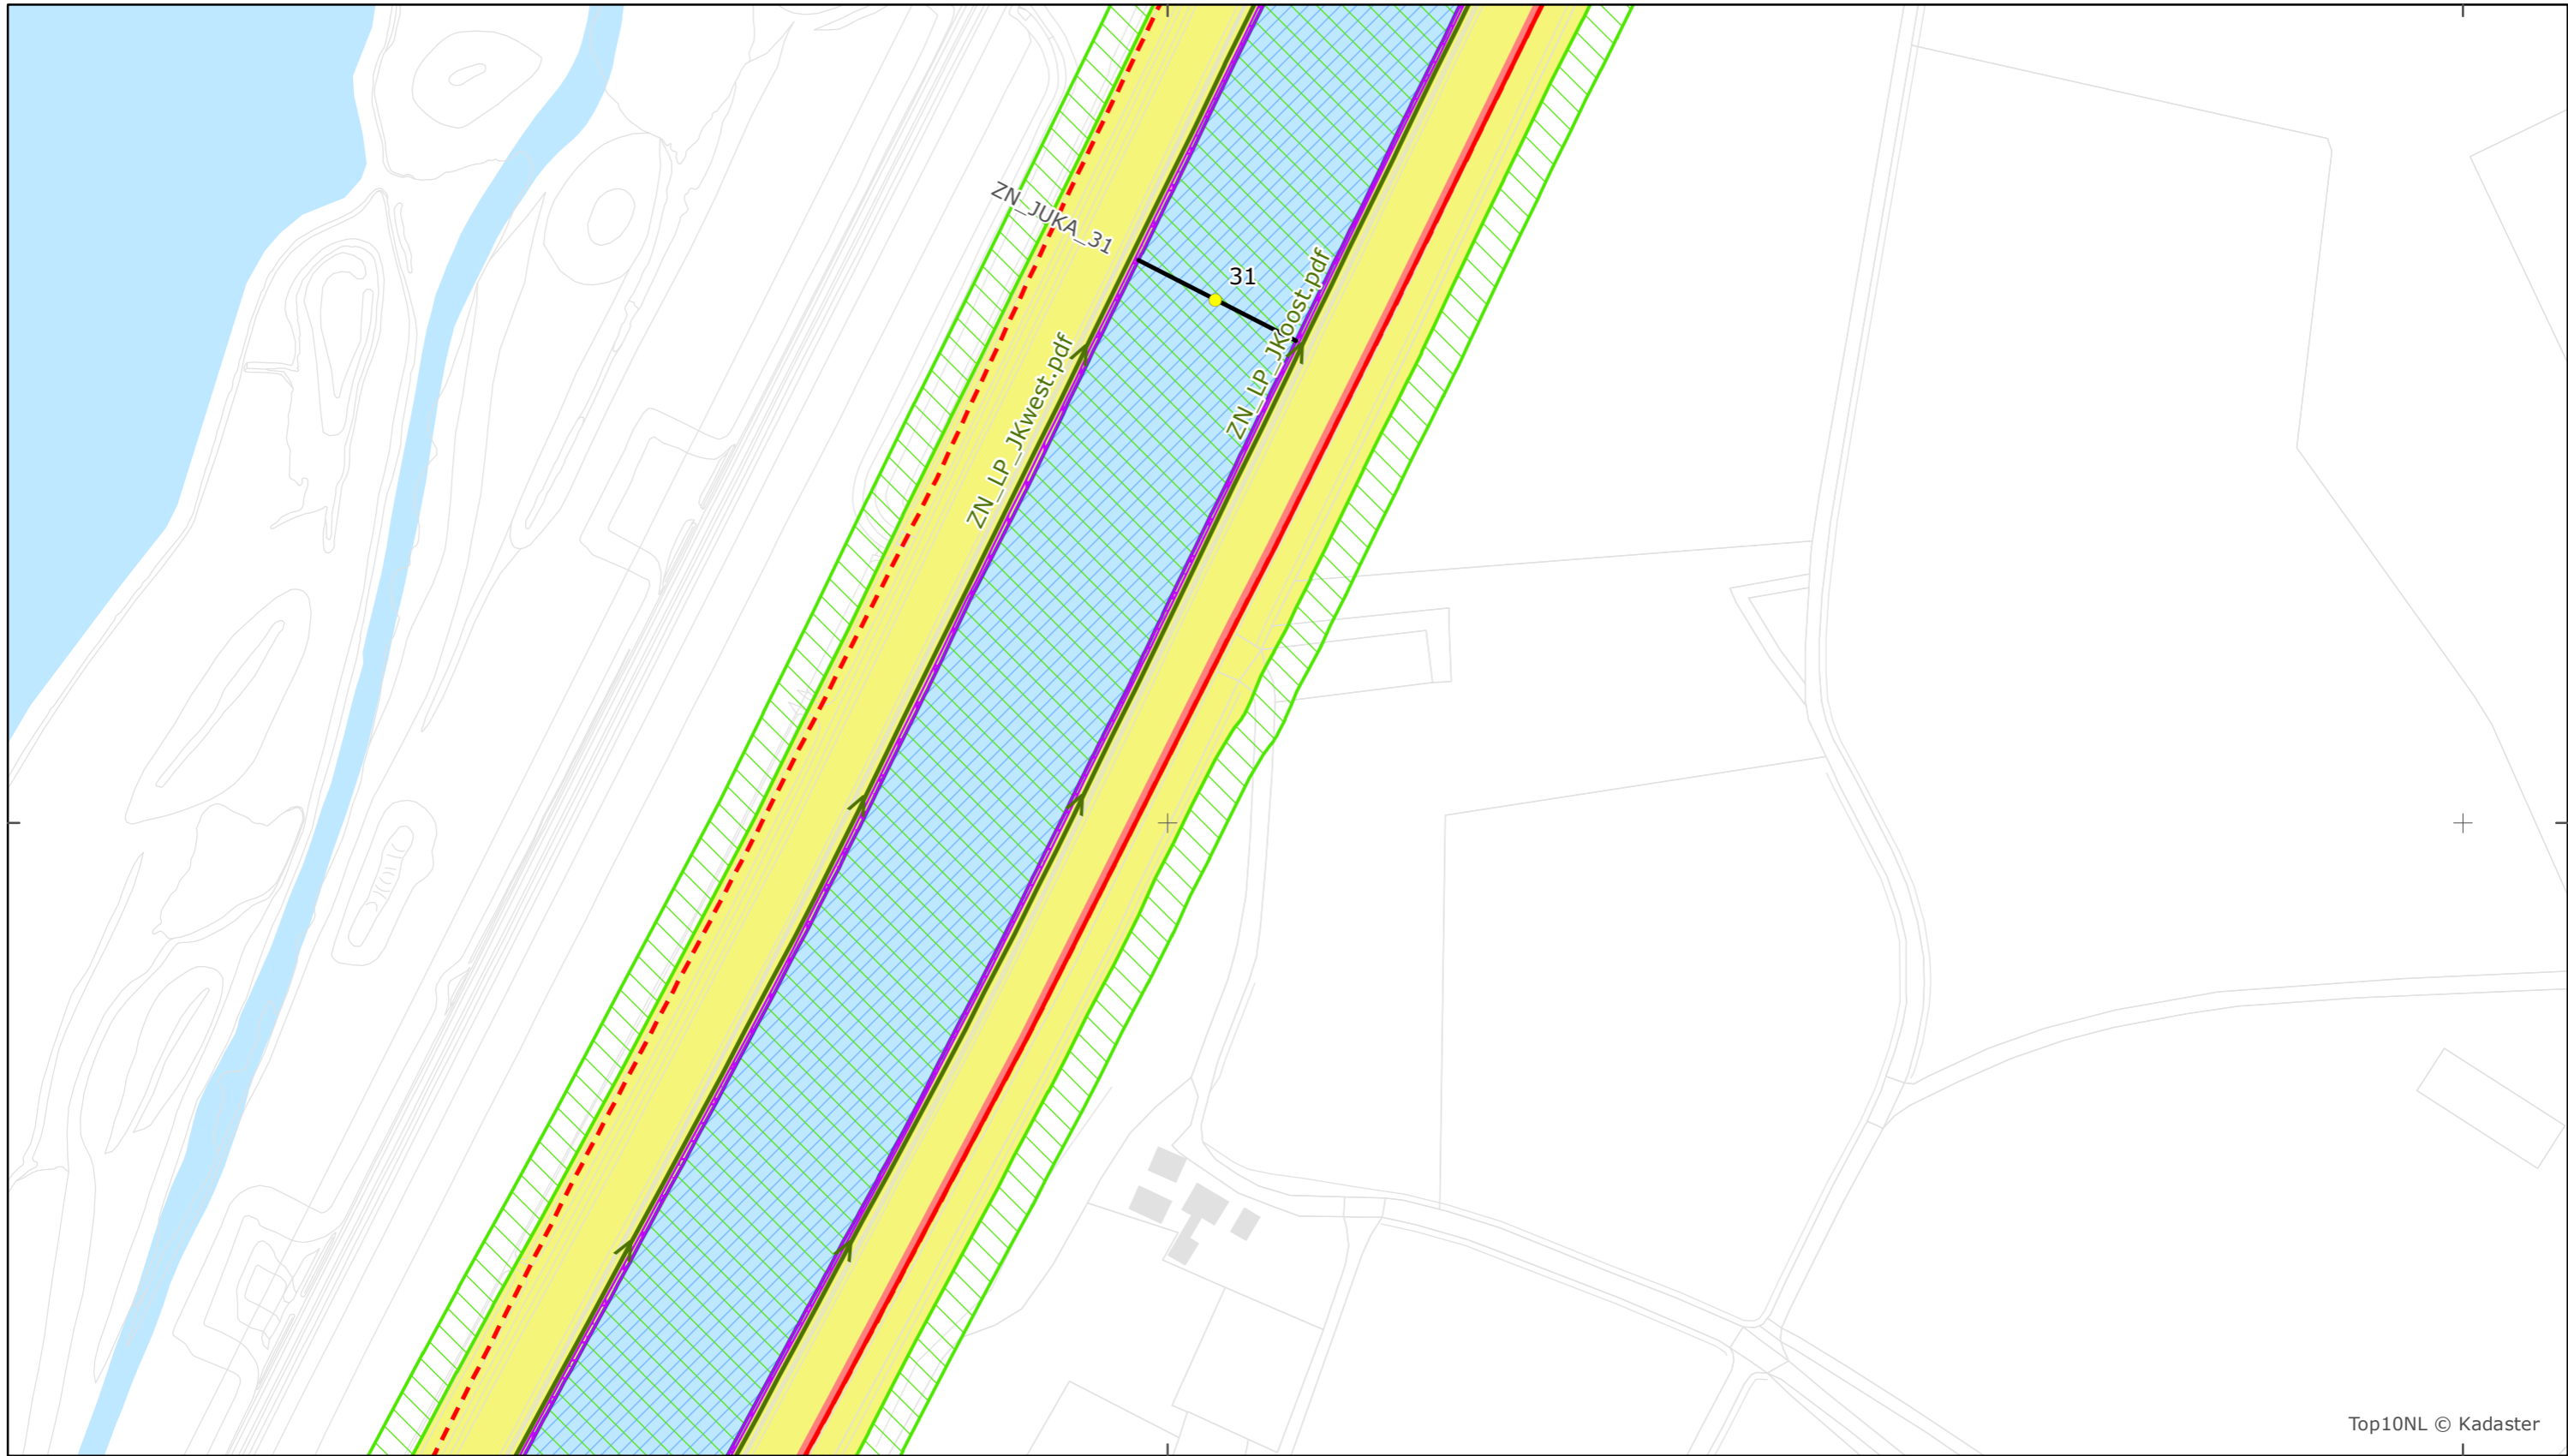 ZN_JUKA_31
31
ZN_LP_JKoost.pdf
ZN_LP_JKwest.pdf
Top10NL © Kadaster